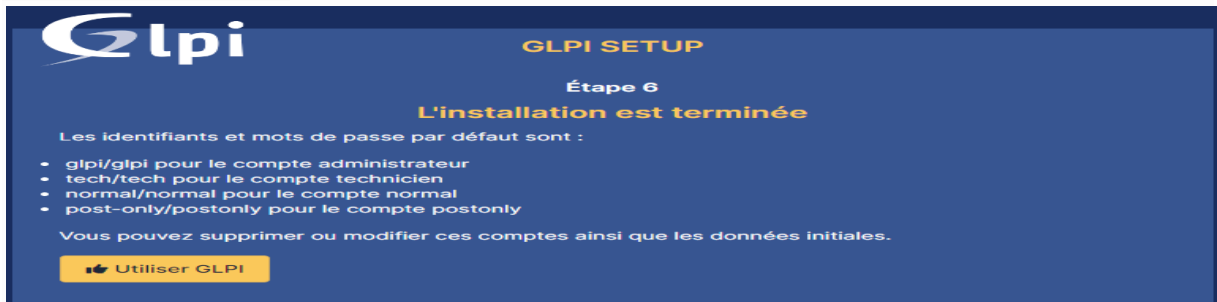 Glpi
GLPI SETUP
Étape 6
L'installation est terminée
Les identifiants et mots de passe par défaut sont :
• glpi/glpi pour le compte administrateur
• tech/tech pour le compte technicien
• normal/normal pour le compte normal
• post-only/postonly pour le compte postonly
Vous pouvez supprimer ou modifier ces comptes ainsi que les données initiales.
Utiliser GLPI